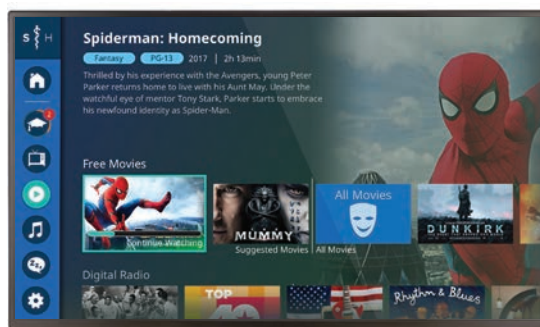 S H
Spiderman: Homecoming
Fantasy PG-13 2017 | 2h 13min
Thrilled by his experience with the Avengers, young Peter
Parker returns home to live with his Aunt May. Under the
watchful eye of mentor Tony Stark, Parker starts to embrace
his newfound identity as Spider-Man.
2
Free Movies
Continue Watching
MUMMY
All Movies
DUNKIRK
Suggested Movies | All Movies
Digital Radio
TOP
40
Rhythm & Blues